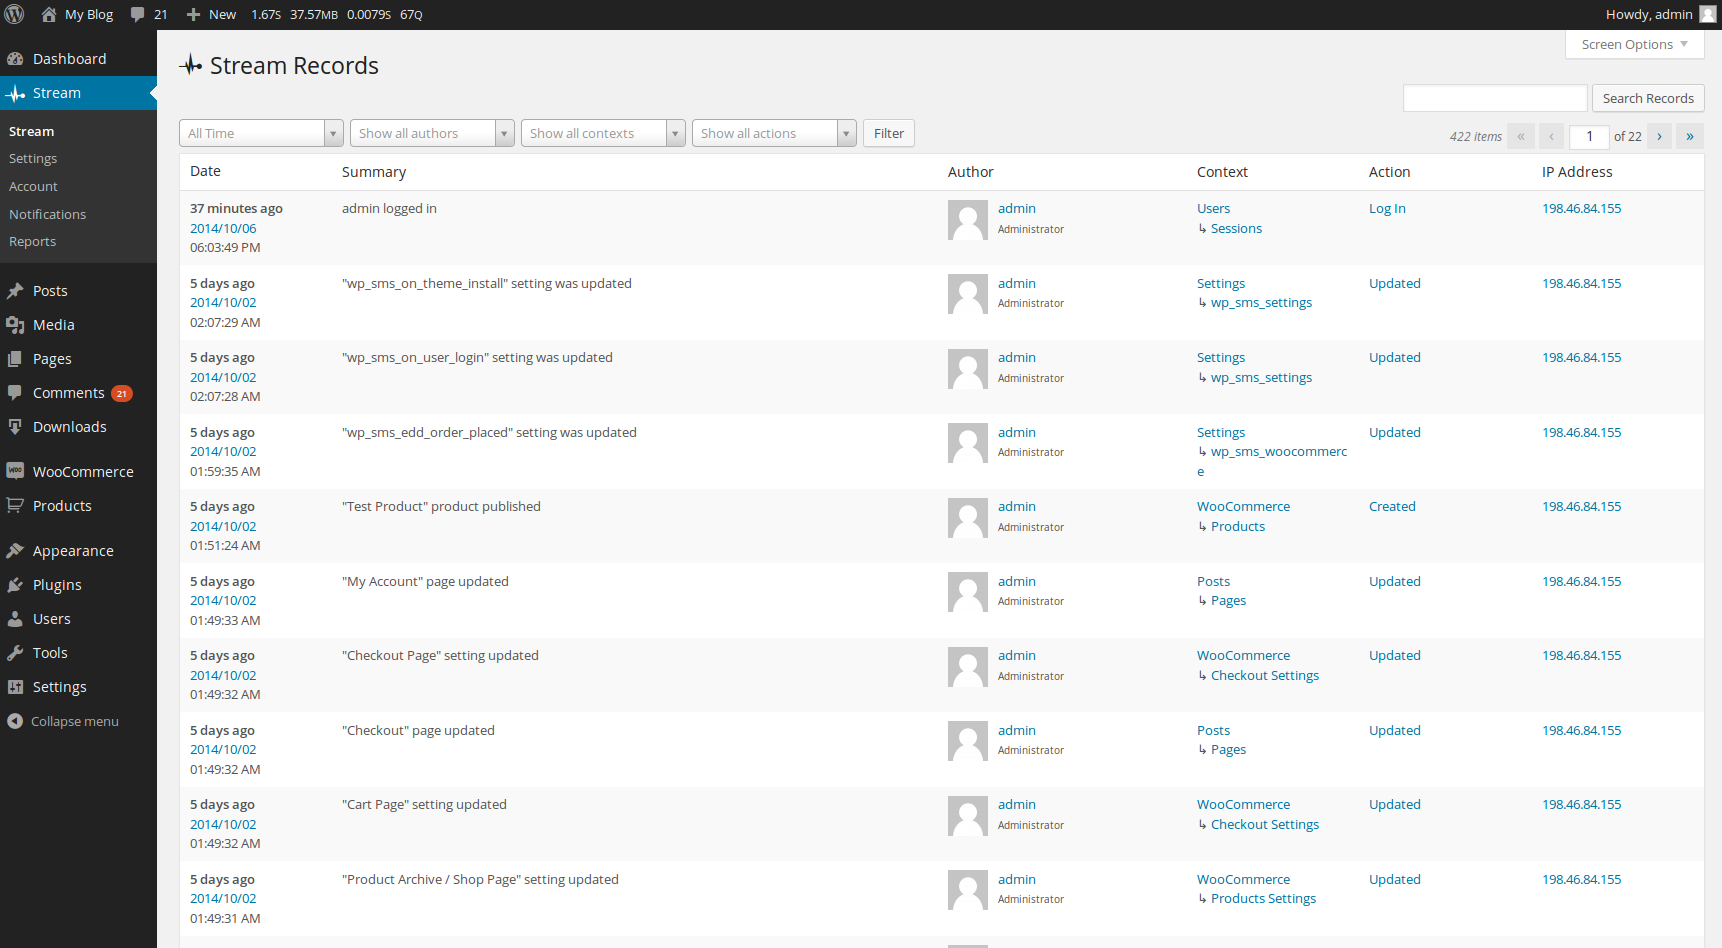 My Blog 21 New 1.67S 37.57MB 0.0079S 67Q Howdy, admin
Screen Options
Dashboard
Stream
Stream
Settings
Account
Notifications
Reports
Posts
Media
Pages
Comments 21
Downloads
WooCommerce
Products
Appearance
Plugins
Users
Tools
Settings
Collapse menu
Stream Records
Search Records
All Time Show all authors Show all contexts Show all actions Filter
422 items « ‹ 1 of 22 › »
Date Summary Author Context Action IP Address
37 minutes ago admin logged in admin Users Log In 198.46.84.155
2014/10/06 Administrator ↳ Sessions
06:03:49 PM
5 days ago "wp_sms_on_theme_install" setting was updated admin Settings Updated 198.46.84.155
2014/10/02 Administrator ↳ wp_sms_settings
02:07:29 AM
5 days ago "wp_sms_on_user_login" setting was updated admin Settings Updated 198.46.84.155
2014/10/02 Administrator ↳ wp_sms_settings
02:07:28 AM
5 days ago "wp_sms_edd_order_placed" setting was updated admin Settings Updated 198.46.84.155
2014/10/02 Administrator ↳ wp_sms_woocommerc
01:59:35 AM e
5 days ago "Test Product" product published admin WooCommerce Created 198.46.84.155
2014/10/02 Administrator ↳ Products
01:51:24 AM
5 days ago "My Account" page updated admin Posts Updated 198.46.84.155
2014/10/02 Administrator ↳ Pages
01:49:33 AM
5 days ago "Checkout Page" setting updated admin WooCommerce Updated 198.46.84.155
2014/10/02 Administrator ↳ Checkout Settings
01:49:32 AM
5 days ago "Checkout" page updated admin Posts Updated 198.46.84.155
2014/10/02 Administrator ↳ Pages
01:49:32 AM
5 days ago "Cart Page" setting updated admin WooCommerce Updated 198.46.84.155
2014/10/02 Administrator ↳ Checkout Settings
01:49:32 AM
5 days ago "Product Archive / Shop Page" setting updated admin WooCommerce Updated 198.46.84.155
2014/10/02 Administrator ↳ Products Settings
01:49:31 AM